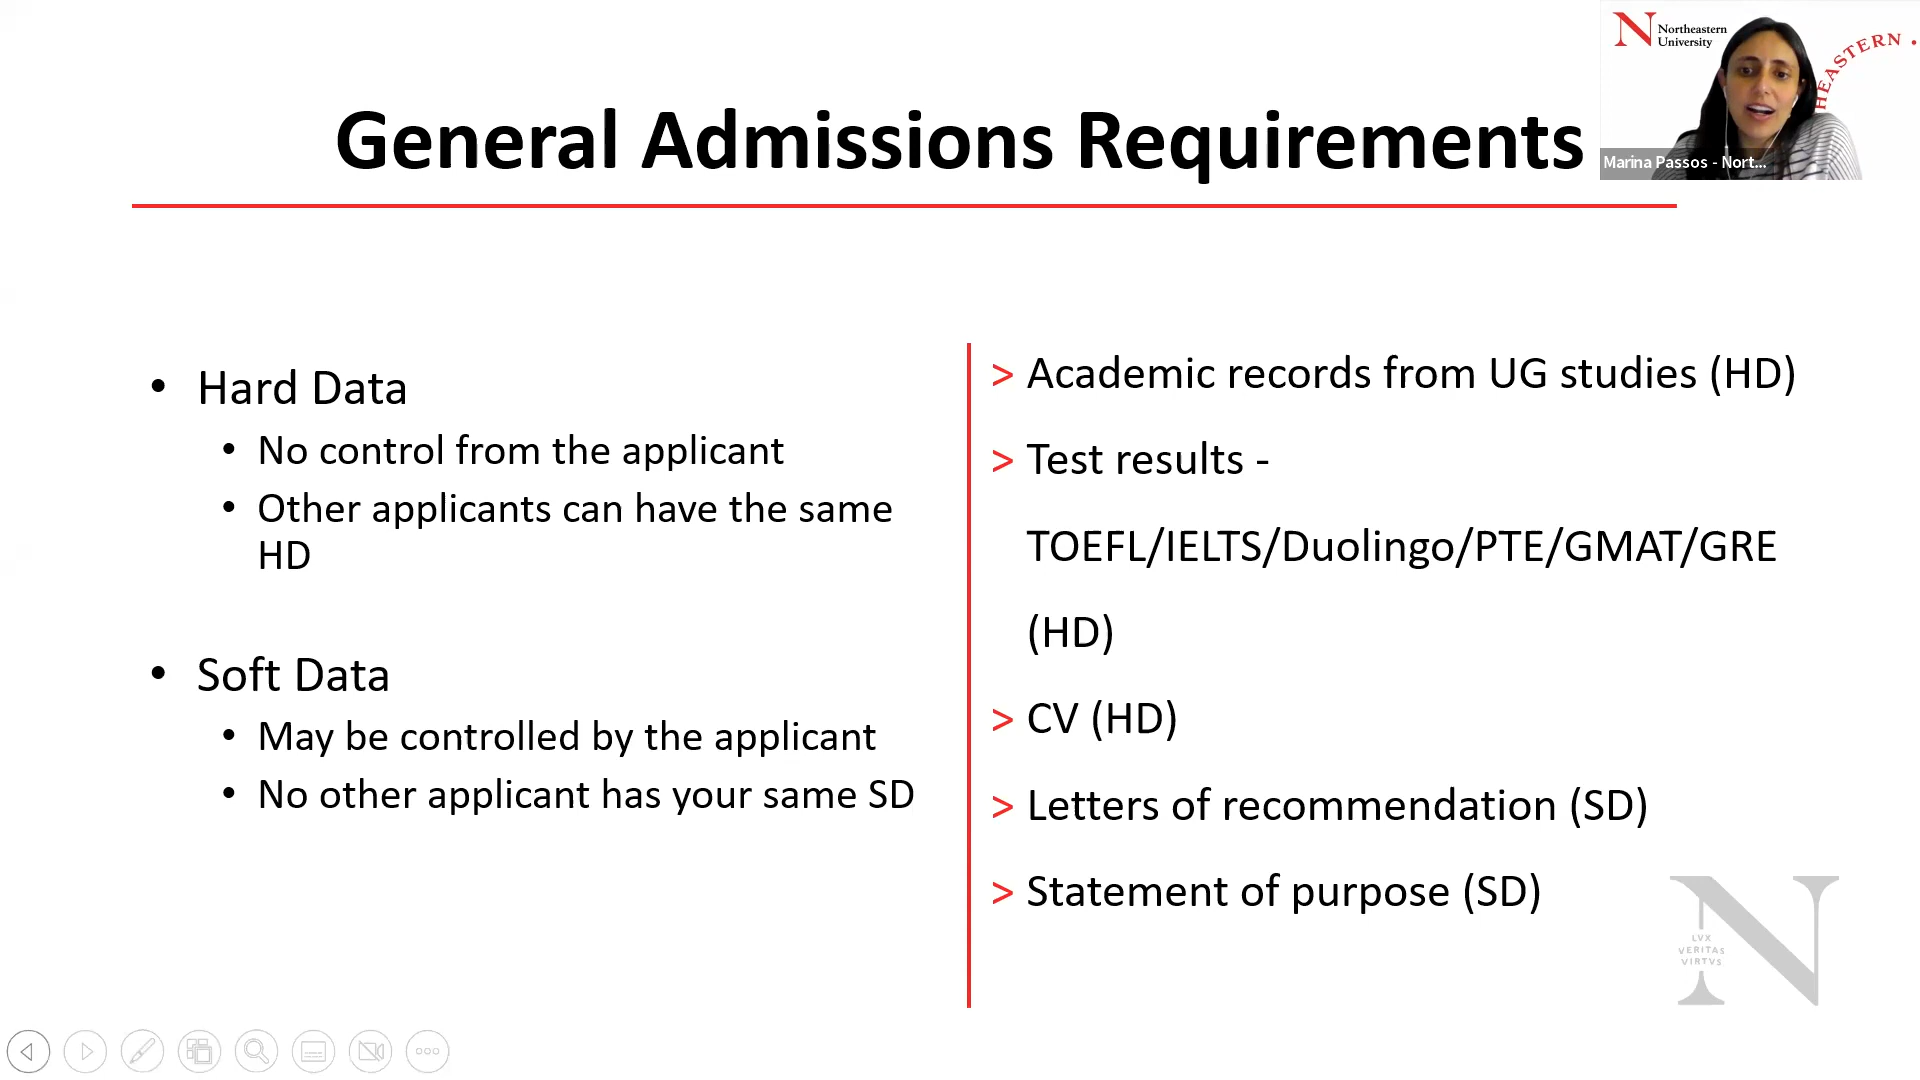 Northeastern
University
HEASTERN
Marina Passos - Nort...
General Admissions Requirements
• Hard Data
• No control from the applicant
• Other applicants can have the same
HD
• Soft Data
• May be controlled by the applicant
• No other applicant has your same SD
> Academic records from UG studies (HD)
> Test results -
TOEFL/IELTS/Duolingo/PTE/GMAT/GRE
(HD)
> CV (HD)
> Letters of recommendation (SD)
> Statement of purpose (SD)
N
LVX
VERITAS
VIRTVS